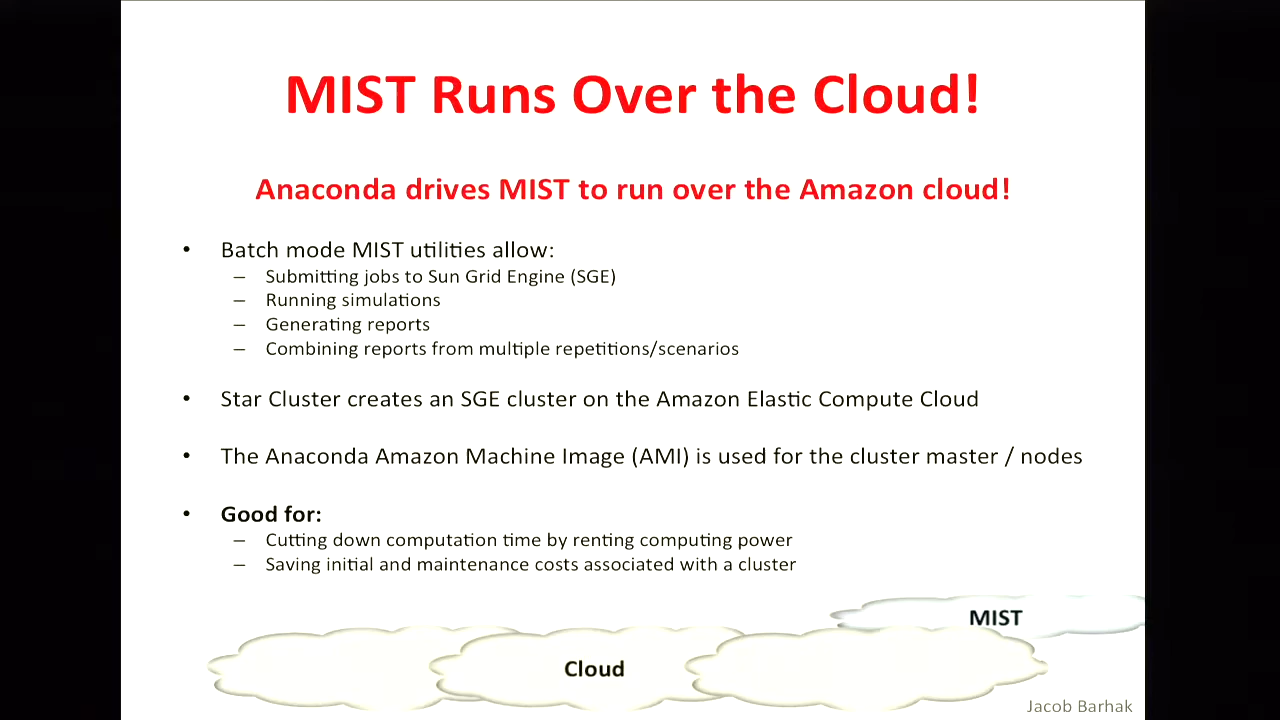 MIST Runs Over the Cloud!
Anaconda drives MIST to run over the Amazon cloud!
• Batch mode MIST utilities allow:
– Submitting jobs to Sun Grid Engine (SGE)
– Running simulations
– Generating reports
– Combining reports from multiple repetitions/scenarios
• Star Cluster creates an SGE cluster on the Amazon Elastic Compute Cloud
• The Anaconda Amazon Machine Image (AMI) is used for the cluster master / nodes
• Good for:
– Cutting down computation time by renting computing power
– Saving initial and maintenance costs associated with a cluster
MIST
Cloud
Jacob Barhak